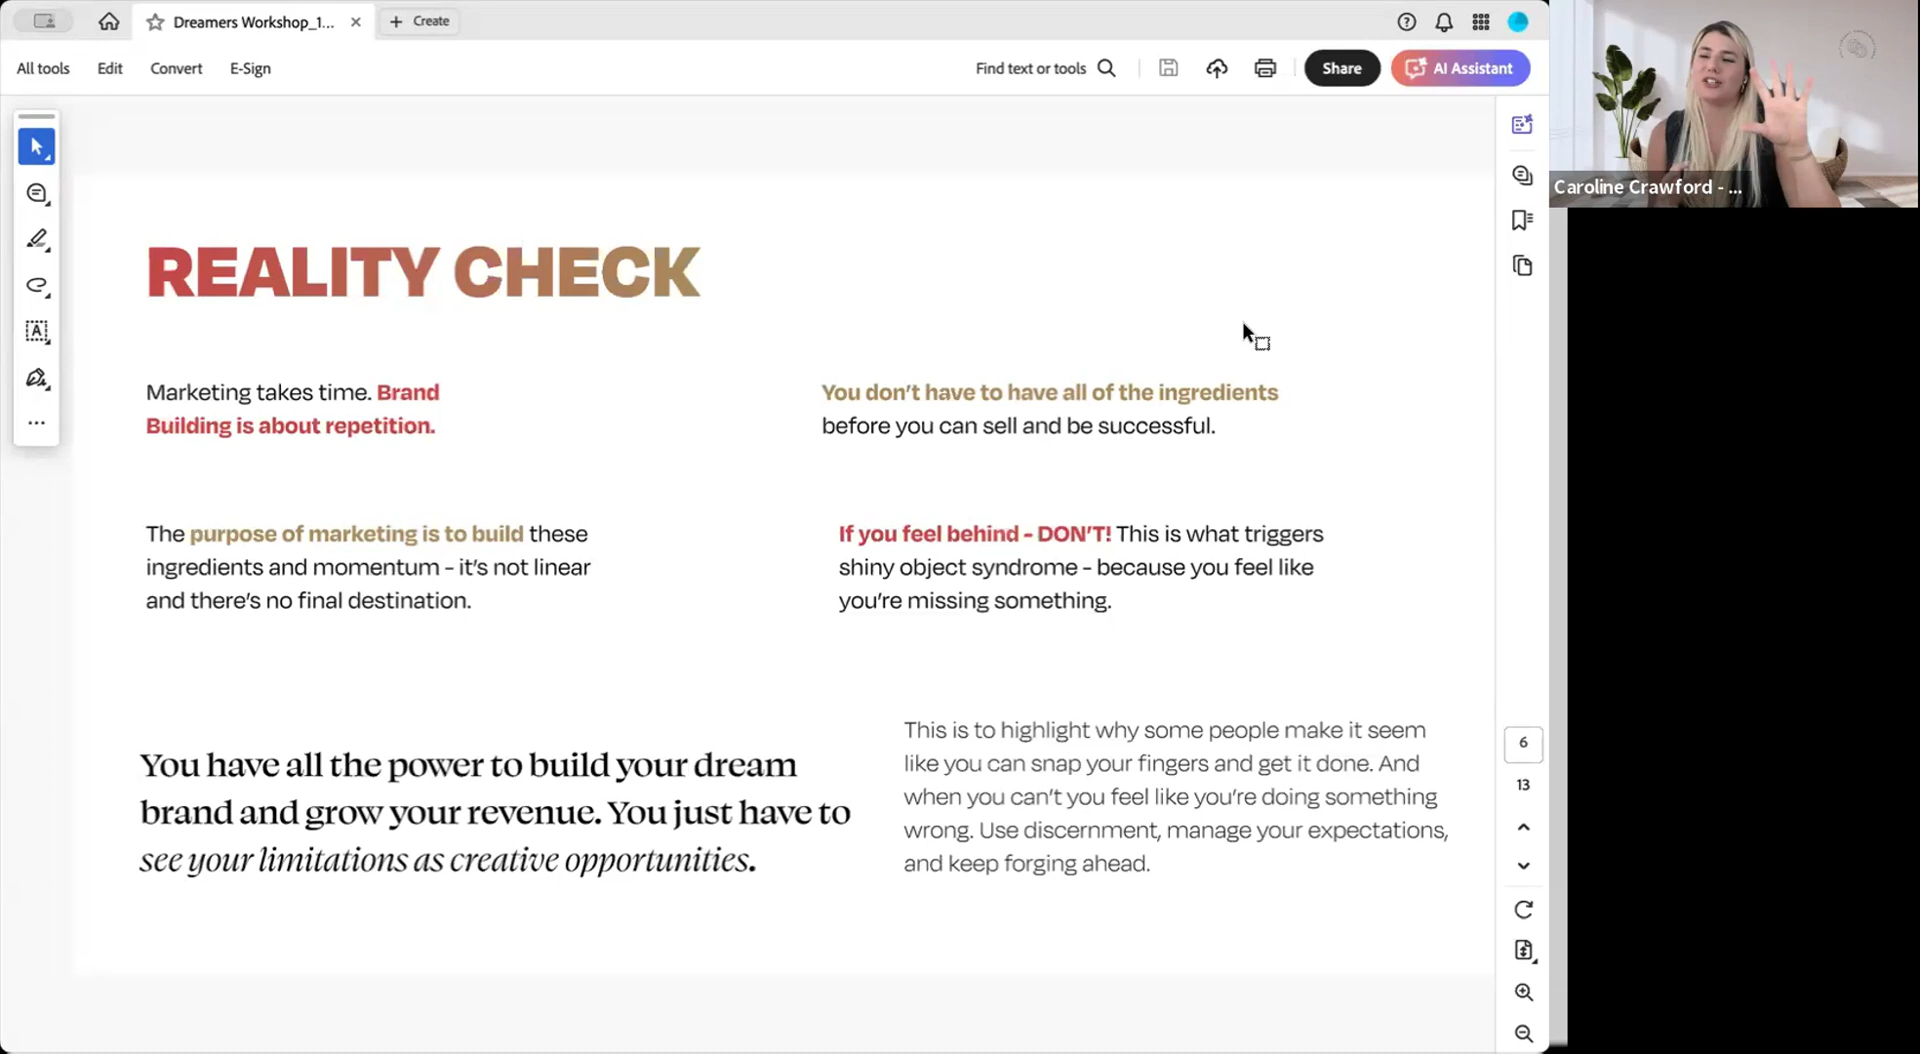 Dreamers Workshop_1...
Create
All tools
Edit
Convert
E-Sign
Find text or tools
Share
AI Assistant
Caroline Crawford - ...
REALITY CHECK
Marketing takes time. Brand
Building is about repetition.
You don't have to have all of the ingredients
before you can sell and be successful.
The purpose of marketing is to build these
ingredients and momentum - it's not linear
and there's no final destination.
If you feel behind - DON'T! This is what triggers
shiny object syndrome - because you feel like
you're missing something.
You have all the power to build your dream
brand and grow your revenue. You just have to
see your limitations as creative opportunities.
This is to highlight why some people make it seem
like you can snap your fingers and get it done. And
when you can't you feel like you're doing something
wrong. Use discernment, manage your expectations,
and keep forging ahead.
6
13